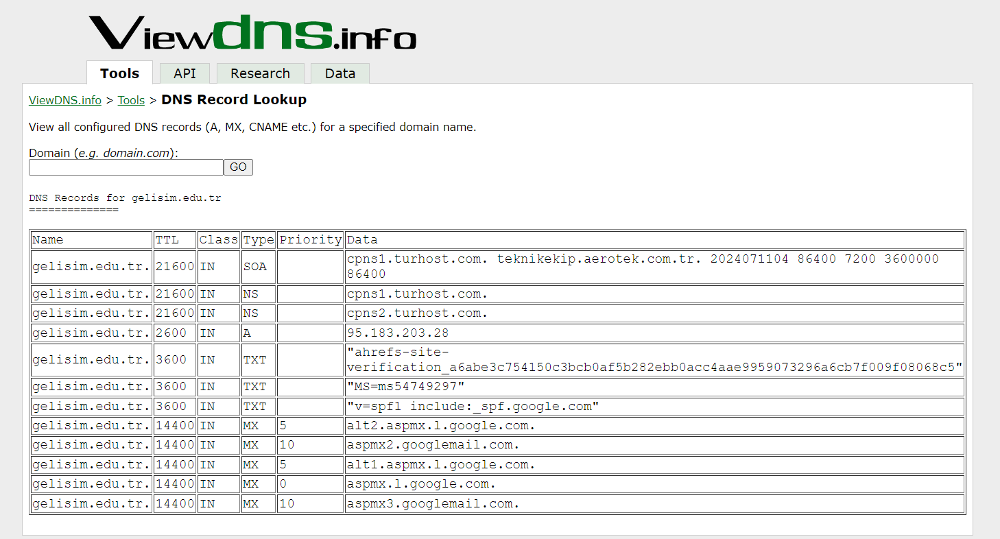 Viewdns.info
Tools API Research Data
ViewDNS.info > Tools > DNS Record Lookup
View all configured DNS records (A, MX, CNAME etc.) for a specified domain name.
Domain (e.g. domain.com):
GO
DNS Records for gelisim.edu.tr
==============
Name TTL Class Type Priority Data
gelisim.edu.tr. 21600 IN SOA cpns1.turhost.com. teknikekip.aerotek.com.tr. 2024071104 86400 7200 3600000
86400
gelisim.edu.tr. 21600 IN NS cpns1.turhost.com.
gelisim.edu.tr. 21600 IN NS cpns2.turhost.com.
gelisim.edu.tr. 2600 IN A 95.183.203.28
gelisim.edu.tr. 3600 IN TXT "ahrefs-site-
verification_a6abe3c754150c3bcb0af5b282ebb0acc4aae9959073296a6cb7f009f08068c5"
gelisim.edu.tr. 3600 IN TXT "MS=ms54749297"
gelisim.edu.tr. 3600 IN TXT "v=spf1 include:_spf.google.com"
gelisim.edu.tr. 14400 IN MX 5 alt2.aspmx.l.google.com.
gelisim.edu.tr. 14400 IN MX 10 aspmx2.googlemail.com.
gelisim.edu.tr. 14400 IN MX 5 alt1.aspmx.l.google.com.
gelisim.edu.tr. 14400 IN MX 0 aspmx.l.google.com.
gelisim.edu.tr. 14400 IN MX 10 aspmx3.googlemail.com.